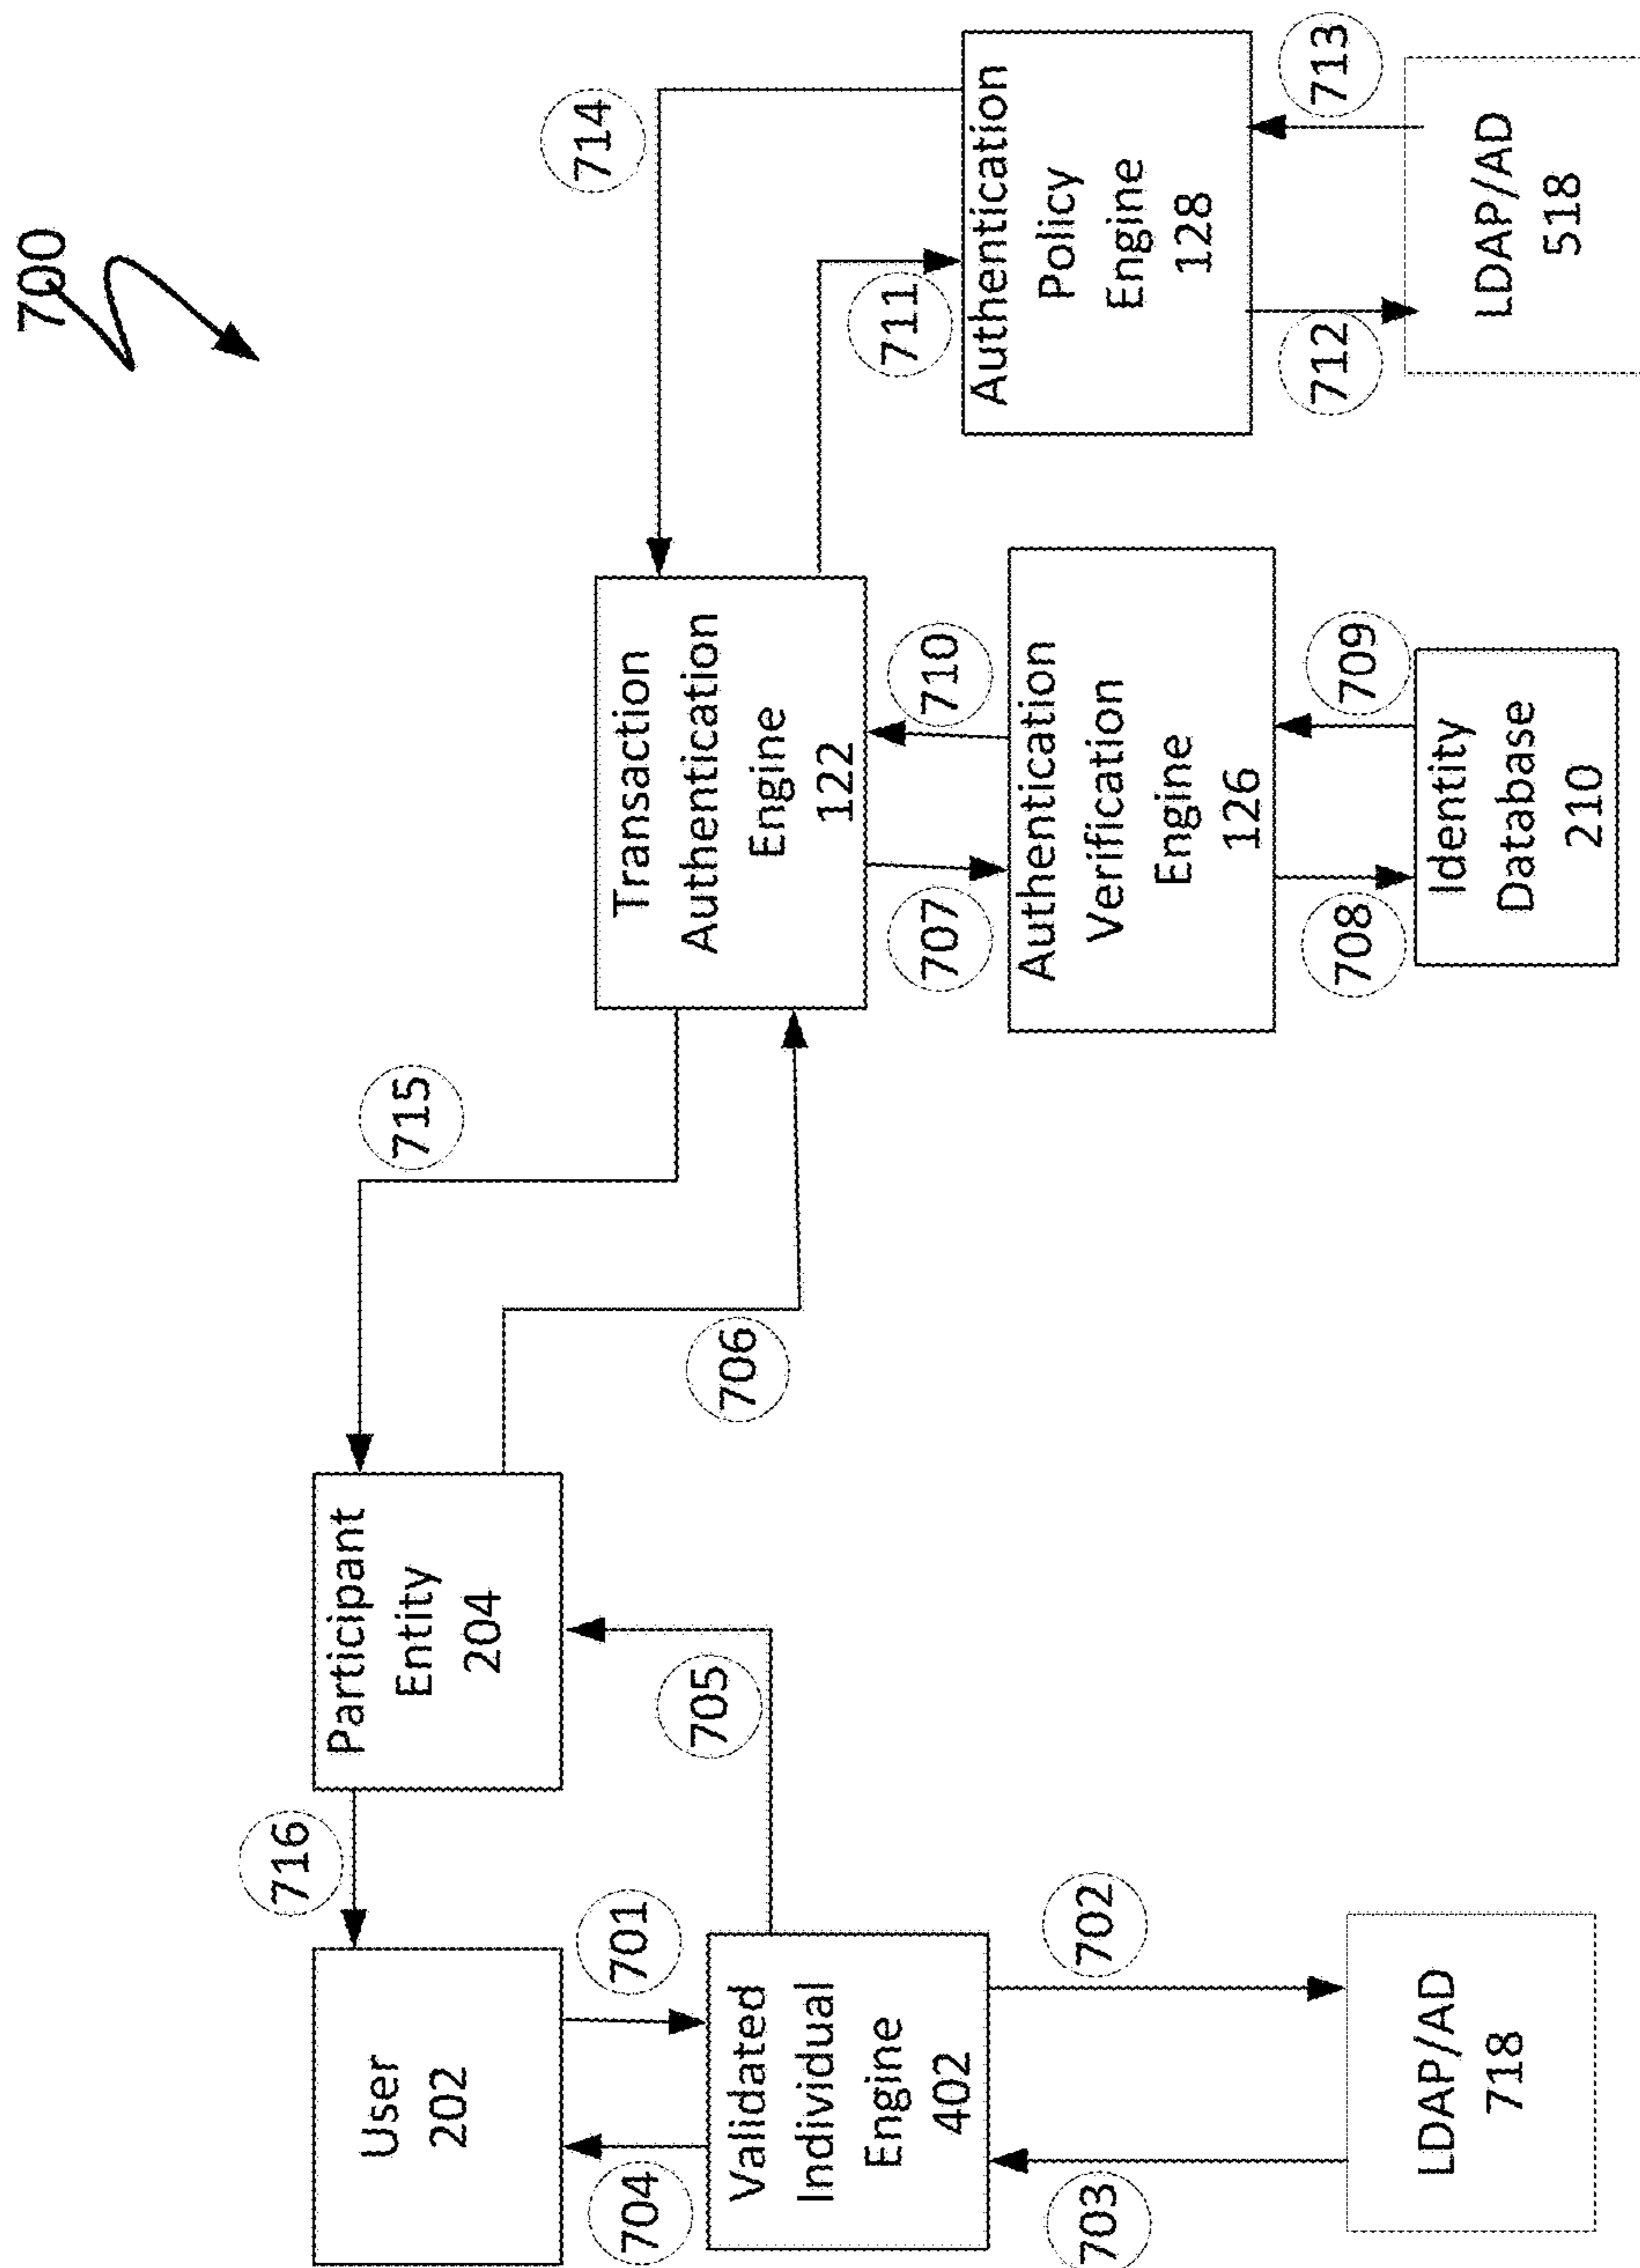 700
User
202
716
Participant
Entity
204
715
714
701
704
Validated
Individual
Engine
402
705
706
Transaction
Authentication
Engine
122
711
702
703
707
710
Authentication
Verification
Engine
126
Authentication
Policy
Engine
128
LDAP/AD
718
708
709
712
713
Identity
Database
210
LDAP/AD
518